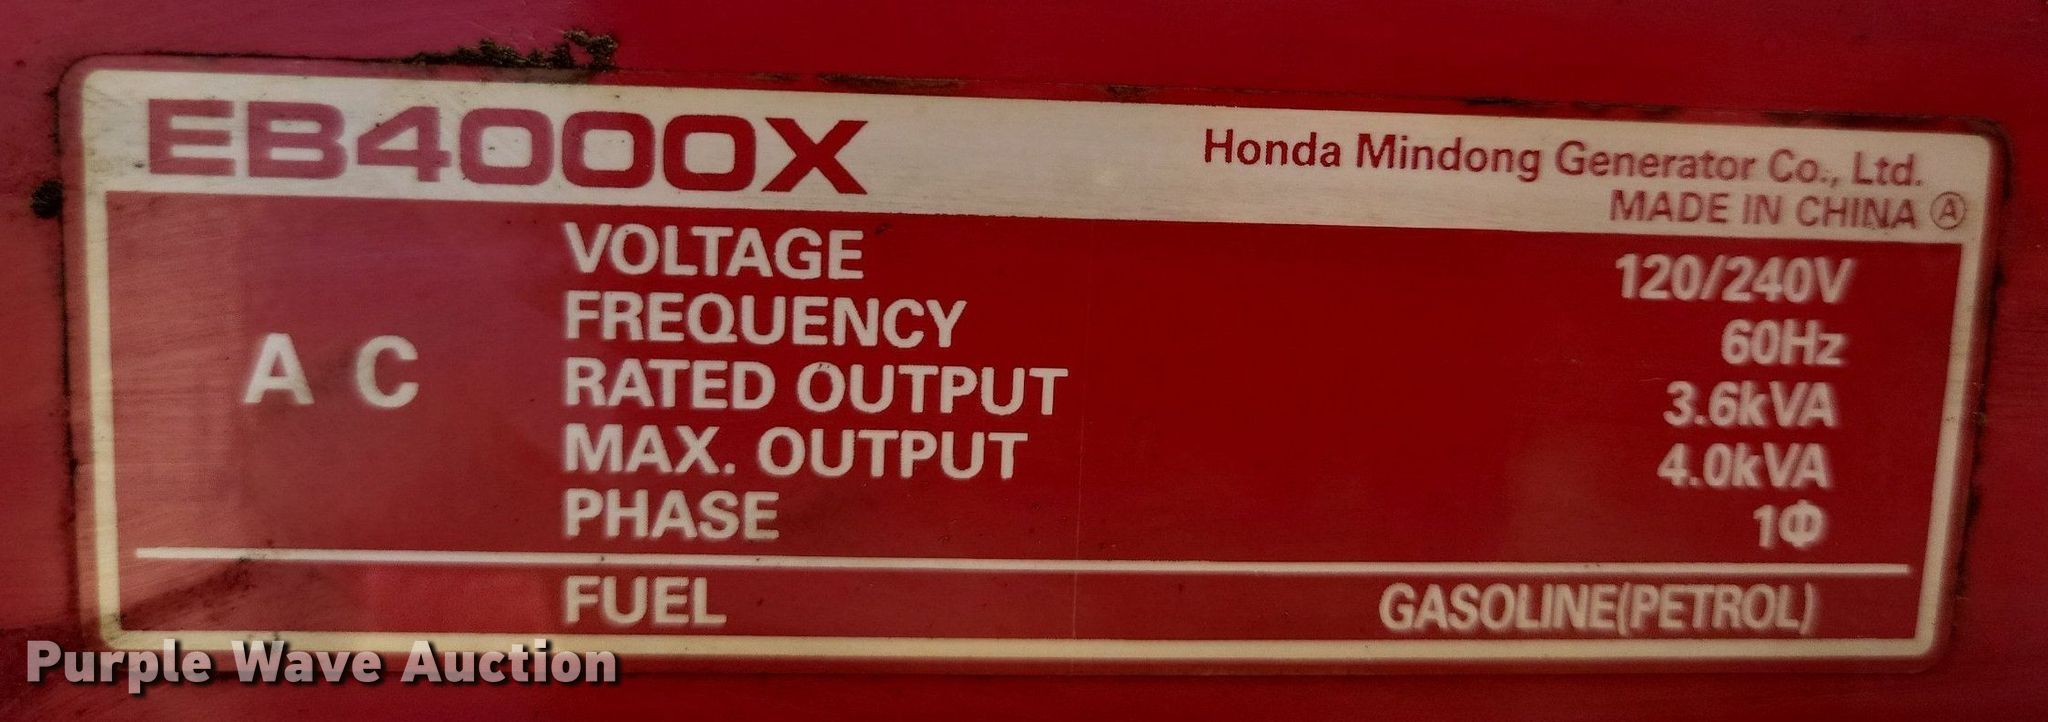 EB4000X
Honda Mindong Generator Co., Ltd.
MADE IN CHINA Ⓐ
A C
VOLTAGE 120/240V
FREQUENCY 60Hz
RATED OUTPUT 3.6kVA
MAX. OUTPUT 4.0kVA
PHASE 1Φ
FUEL GASOLINE(PETROL)
Purple Wave Auction